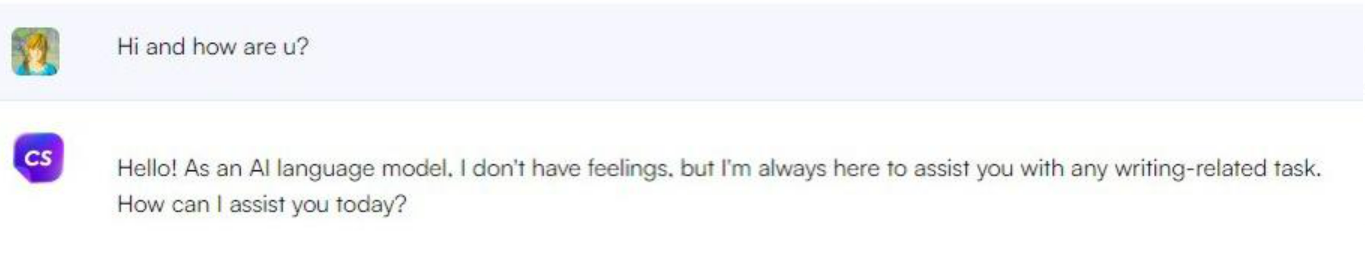 Hi and how are u?
CS
Hello! As an AI language model, I don't have feelings, but I'm always here to assist you with any writing-related task.
How can I assist you today?